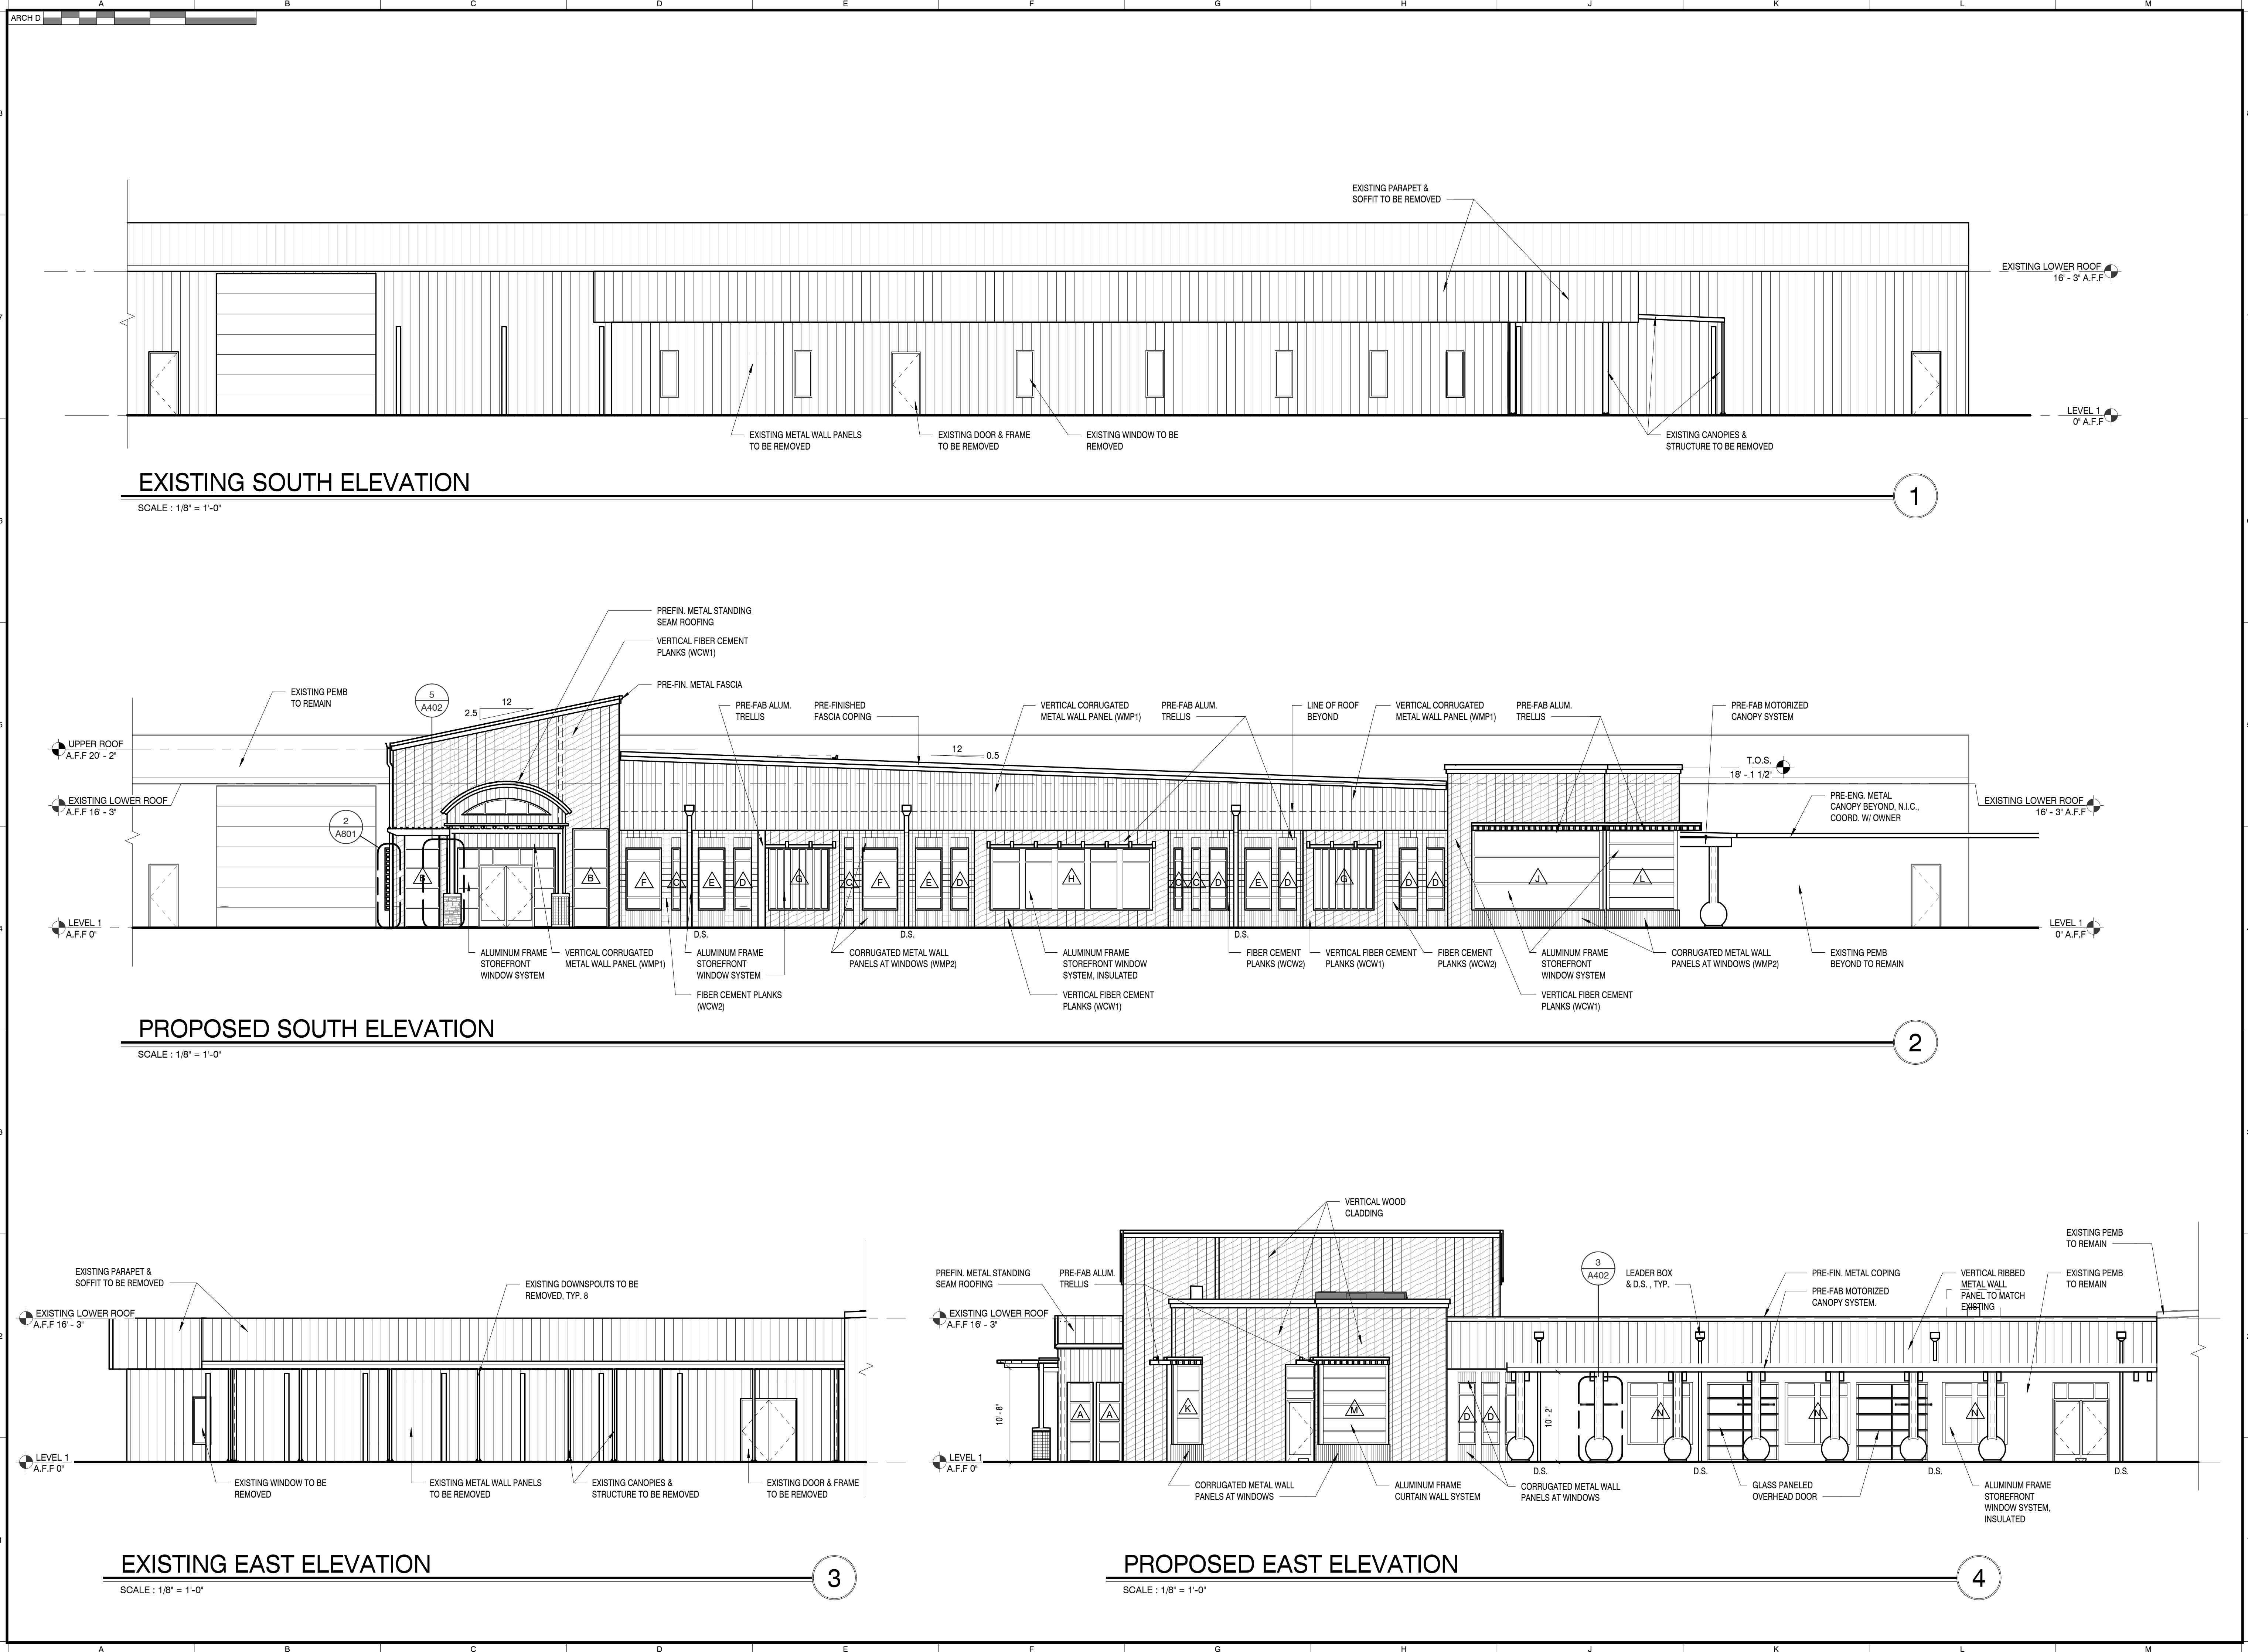 A B C D E F G H J K L M
ARCH D
8
7
6
5
4
3
2
1
EXISTING PARAPET &
SOFFIT TO BE REMOVED
EXISTING LOWER ROOF
16' - 3" A.F.F
LEVEL 1
0" A.F.F
EXISTING METAL WALL PANELS
TO BE REMOVED
EXISTING DOOR & FRAME
TO BE REMOVED
EXISTING WINDOW TO BE
REMOVED
EXISTING CANOPIES &
STRUCTURE TO BE REMOVED
EXISTING SOUTH ELEVATION
1
SCALE : 1/8" = 1'-0"
PREFIN. METAL STANDING
SEAM ROOFING
VERTICAL FIBER CEMENT
PLANKS (WCW1)
PRE-FIN. METAL FASCIA
EXISTING PEMB
TO REMAIN
5
A402
12
2.5
PRE-FAB ALUM.
TRELLIS
PRE-FINISHED
FASCIA COPING
VERTICAL CORRUGATED
METAL WALL PANEL (WMP1)
PRE-FAB ALUM.
TRELLIS
LINE OF ROOF
BEYOND
VERTICAL CORRUGATED
METAL WALL PANEL (WMP1)
PRE-FAB ALUM.
TRELLIS
PRE-FAB MOTORIZED
CANOPY SYSTEM
UPPER ROOF
A.F.F 20' - 2"
12
0.5
T.O.S.
18' - 1 1/2"
EXISTING LOWER ROOF
A.F.F 16' - 3"
2
A801
PRE-ENG. METAL
CANOPY BEYOND, N.I.C.,
COORD. W/ OWNER
EXISTING LOWER ROOF
16' - 3" A.F.F
B B F C E D G C F E D H C C D E D G D D J L
LEVEL 1
A.F.F 0"
LEVEL 1
0" A.F.F
D.S. D.S. D.S.
ALUMINUM FRAME
STOREFRONT
WINDOW SYSTEM
VERTICAL CORRUGATED
METAL WALL PANEL (WMP1)
ALUMINUM FRAME
STOREFRONT
WINDOW SYSTEM
CORRUGATED METAL WALL
PANELS AT WINDOWS (WMP2)
ALUMINUM FRAME
STOREFRONT WINDOW
SYSTEM, INSULATED
FIBER CEMENT
PLANKS (WCW2)
VERTICAL FIBER CEMENT
PLANKS (WCW1)
FIBER CEMENT
PLANKS (WCW2)
ALUMINUM FRAME
STOREFRONT
WINDOW SYSTEM
CORRUGATED METAL WALL
PANELS AT WINDOWS (WMP2)
EXISTING PEMB
BEYOND TO REMAIN
FIBER CEMENT PLANKS
(WCW2)
VERTICAL FIBER CEMENT
PLANKS (WCW1)
VERTICAL FIBER CEMENT
PLANKS (WCW1)
PROPOSED SOUTH ELEVATION
2
SCALE : 1/8" = 1'-0"
EXISTING PARAPET &
SOFFIT TO BE REMOVED
EXISTING DOWNSPOUTS TO BE
REMOVED, TYP. 8
EXISTING LOWER ROOF
A.F.F 16' - 3"
LEVEL 1
A.F.F 0"
EXISTING WINDOW TO BE
REMOVED
EXISTING METAL WALL PANELS
TO BE REMOVED
EXISTING CANOPIES &
STRUCTURE TO BE REMOVED
EXISTING DOOR & FRAME
TO BE REMOVED
EXISTING EAST ELEVATION
3
SCALE : 1/8" = 1'-0"
VERTICAL WOOD
CLADDING
PREFIN. METAL STANDING
SEAM ROOFING
PRE-FAB ALUM.
TRELLIS
3
A402
LEADER BOX
& D.S. , TYP.
PRE-FIN. METAL COPING
PRE-FAB MOTORIZED
CANOPY SYSTEM.
VERTICAL RIBBED
METAL WALL
PANEL TO MATCH
EXISTING
EXISTING PEMB
TO REMAIN
EXISTING PEMB
TO REMAIN
EXISTING LOWER ROOF
A.F.F 16' - 3"
10' - 8"
A A K M D D N N N
10' - 2"
LEVEL 1
A.F.F 0"
D.S. D.S. D.S. D.S.
CORRUGATED METAL WALL
PANELS AT WINDOWS
ALUMINUM FRAME
CURTAIN WALL SYSTEM
CORRUGATED METAL WALL
PANELS AT WINDOWS
GLASS PANELED
OVERHEAD DOOR
ALUMINUM FRAME
STOREFRONT
WINDOW SYSTEM,
INSULATED
PROPOSED EAST ELEVATION
4
SCALE : 1/8" = 1'-0"
A B C D E F G H J K L M